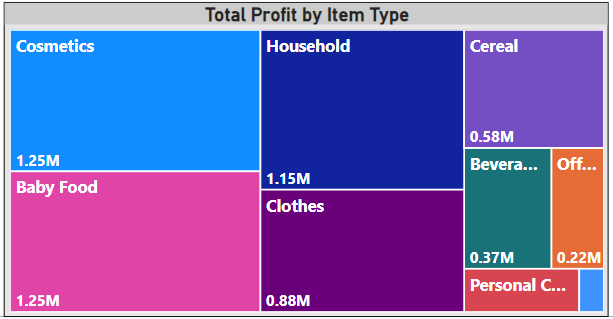 Total Profit by Item Type
Cosmetics
1.25M
Baby Food
1.25M
Household
1.15M
Clothes
0.88M
Cereal
0.58M
Bevera...
0.37M
Off...
0.22M
Personal C...